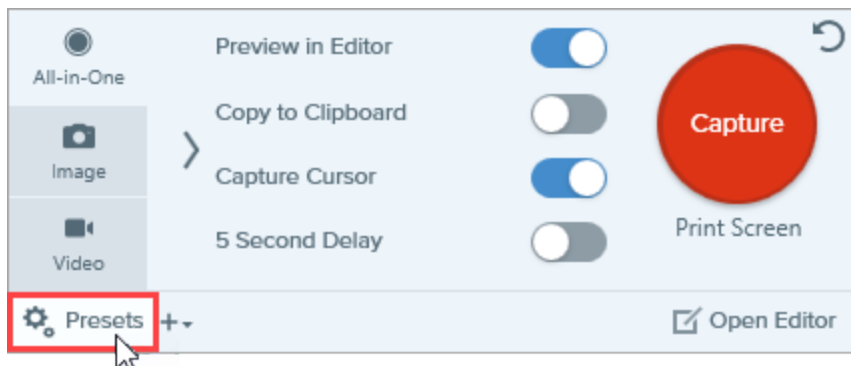 All-in-One
Image
Video
Preview in Editor
Copy to Clipboard
Capture Cursor
5 Second Delay
Capture
Print Screen
Presets
Open Editor